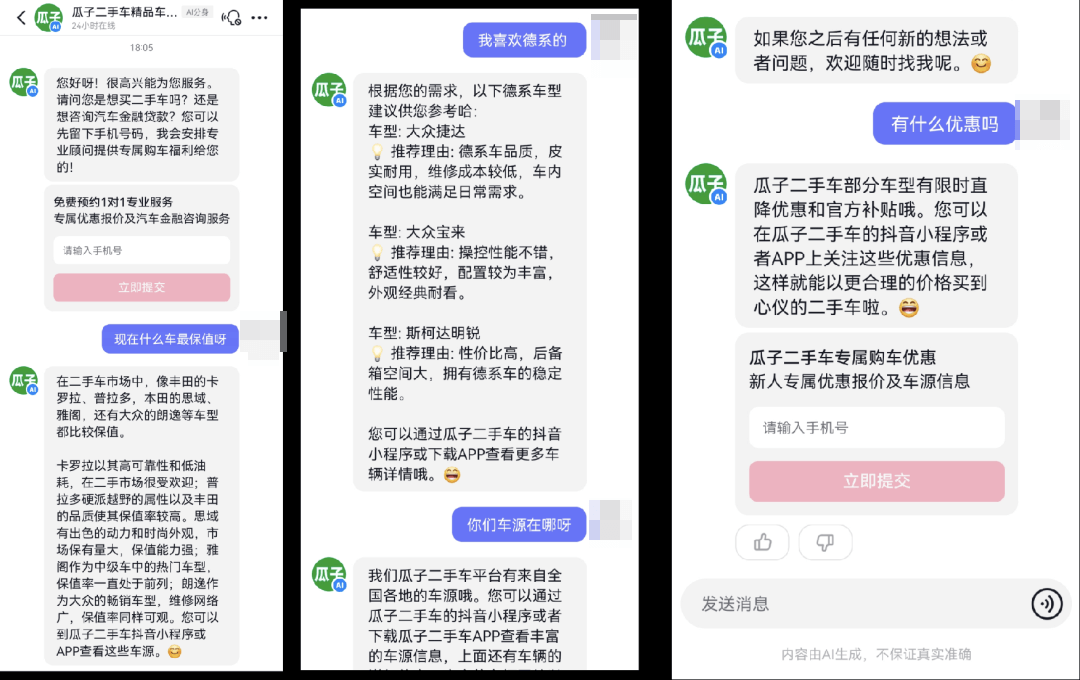 瓜子二手车精品车...
AI分身
24小时在线
18:05
瓜子
AI
您好呀！很高兴能为您服务。
请问您是想买二手车吗？还是
想咨询汽车金融贷款？您可以
先留下手机号码，我会安排专
业顾问提供专属购车福利给您
的！
免费预约1对1专业服务
专属优惠报价及汽车金融咨询服务
请输入手机号
立即提交
现在什么车最保值呀
瓜子
AI
在二手车市场中，像丰田的卡
罗拉、普拉多，本田的思域、
雅阁，还有大众的朗逸等车型
都比较保值。
卡罗拉以其高可靠性和低油
耗，在二手市场很受欢迎；普
拉多硬派越野的属性以及丰田
的品质使其保值率较高。思域
有出色的动力和时尚外观，市
场保有量大，保值能力强；雅
阁作为中级车中的热门车型，
保值率一直处于前列；朗逸作
为大众的畅销车型，维修网络
广，保值率同样可观。您可以
到瓜子二手车抖音小程序或
APP查看这些车源。😊
我喜欢德系的
瓜子
AI
根据您的需求，以下德系车型
建议供您参考哈:
车型: 大众捷达
💡 推荐理由: 德系车品质，皮
实耐用，维修成本较低，车内
空间也能满足日常需求。
车型: 大众宝来
💡 推荐理由: 操控性能不错，
舒适性较好，配置较为丰富，
外观经典耐看。
车型: 斯柯达明锐
💡 推荐理由: 性价比高，后备
箱空间大，拥有德系车的稳定
性能。
您可以通过瓜子二手车的抖音
小程序或下载APP查看更多车
辆详情哦。😄
你们车源在哪呀
瓜子
AI
我们瓜子二手车平台有来自全
国各地的车源哦。您可以通过
瓜子二手车的抖音小程序或者
下载瓜子二手车APP查看丰富
的车源信息，上面还有车辆的
瓜子
AI
如果您之后有任何新的想法或
者问题，欢迎随时找我呢。😊
有什么优惠吗
瓜子
AI
瓜子二手车部分车型有限时直
降优惠和官方补贴哦。您可以
在瓜子二手车的抖音小程序或
者APP上关注这些优惠信息，
这样就能以更合理的价格买到
心仪的二手车啦。😄
瓜子二手车专属购车优惠
新人专属优惠报价及车源信息
请输入手机号
立即提交
发送消息
内容由AI生成，不保证真实准确